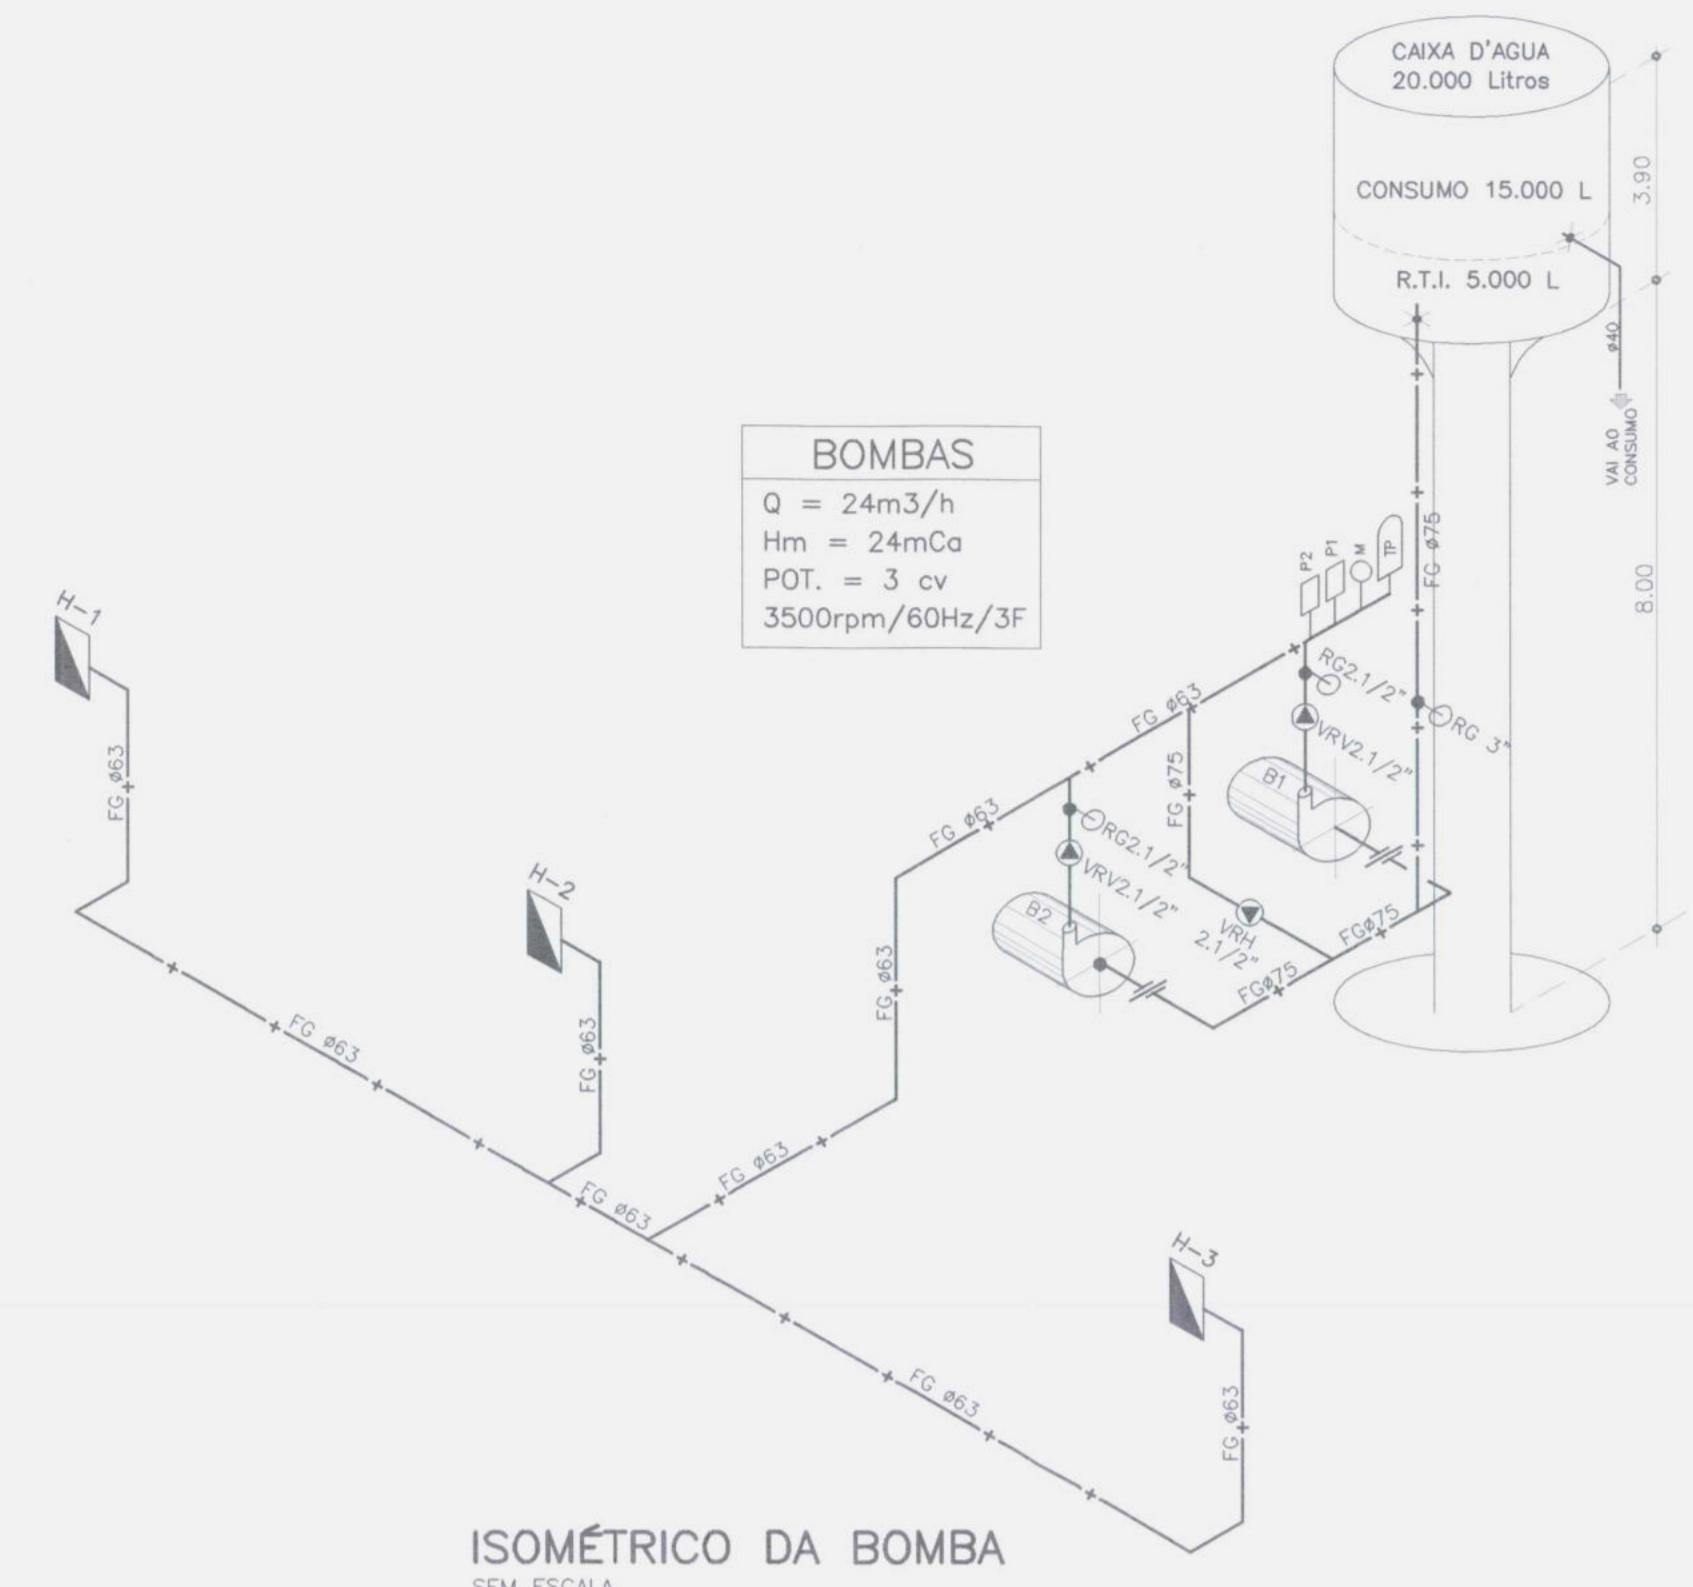 CAIXA D'AGUA
20.000 Litros
CONSUMO 15.000 L
R.T.I. 5.000 L
3.90
ø40
VAI AO
CONSUMO
8.00
BOMBAS
Q = 24m3/h
Hm = 24mCa
POT. = 3 cv
3500rpm/60Hz/3F
P2
P1
M
TP
FG ø75
RG2.1/2"
VRV2.1/2"
RG 3"
B1
FG ø63
FG ø75
FG ø63
RG2.1/2"
VRV2.1/2"
B2
VRH
2.1/2"
FGø75
FGø75
H-1
FG ø63
H-2
FG ø63
FG ø63
FG ø63
FG ø63
FG ø63
H-3
FG ø63
FG ø63
ISOMÉTRICO DA BOMBA
SEM ESCALA